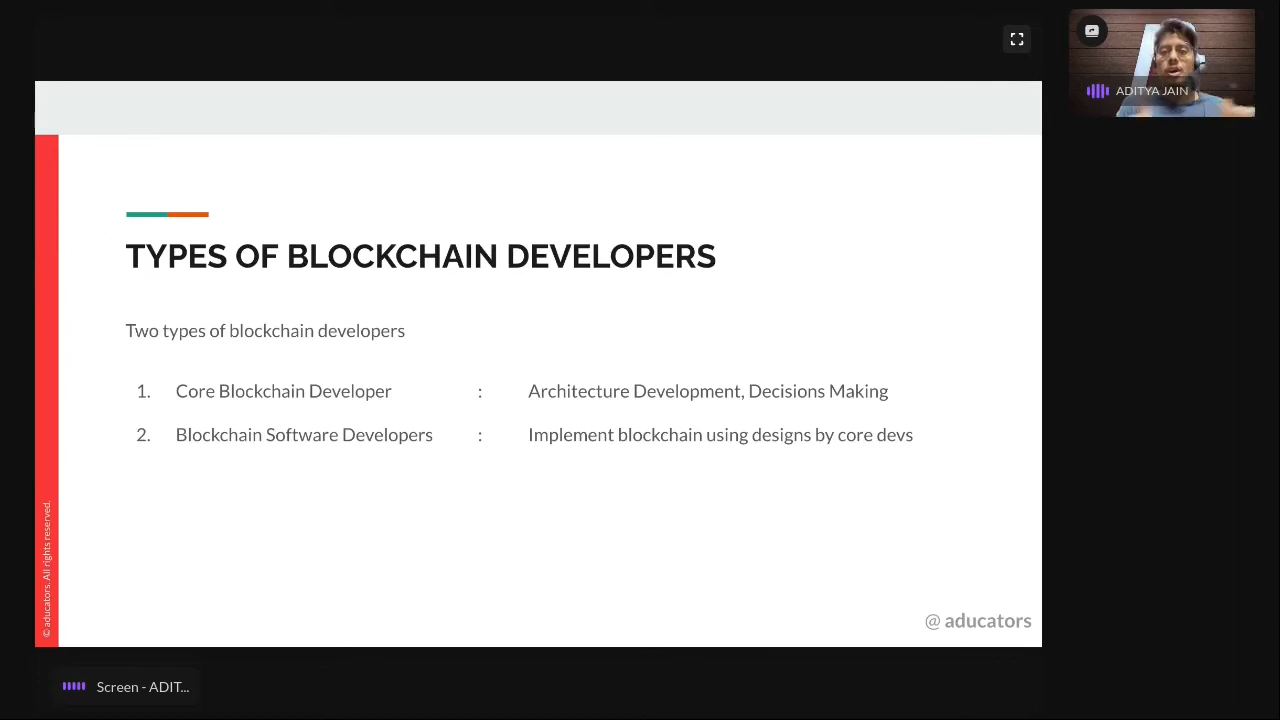 ADITYA JAIN
TYPES OF BLOCKCHAIN DEVELOPERS
Two types of blockchain developers
1. Core Blockchain Developer : Architecture Development, Decisions Making
2. Blockchain Software Developers : Implement blockchain using designs by core devs
© aducators. All rights reserved.
@ aducators
Screen - ADIT...